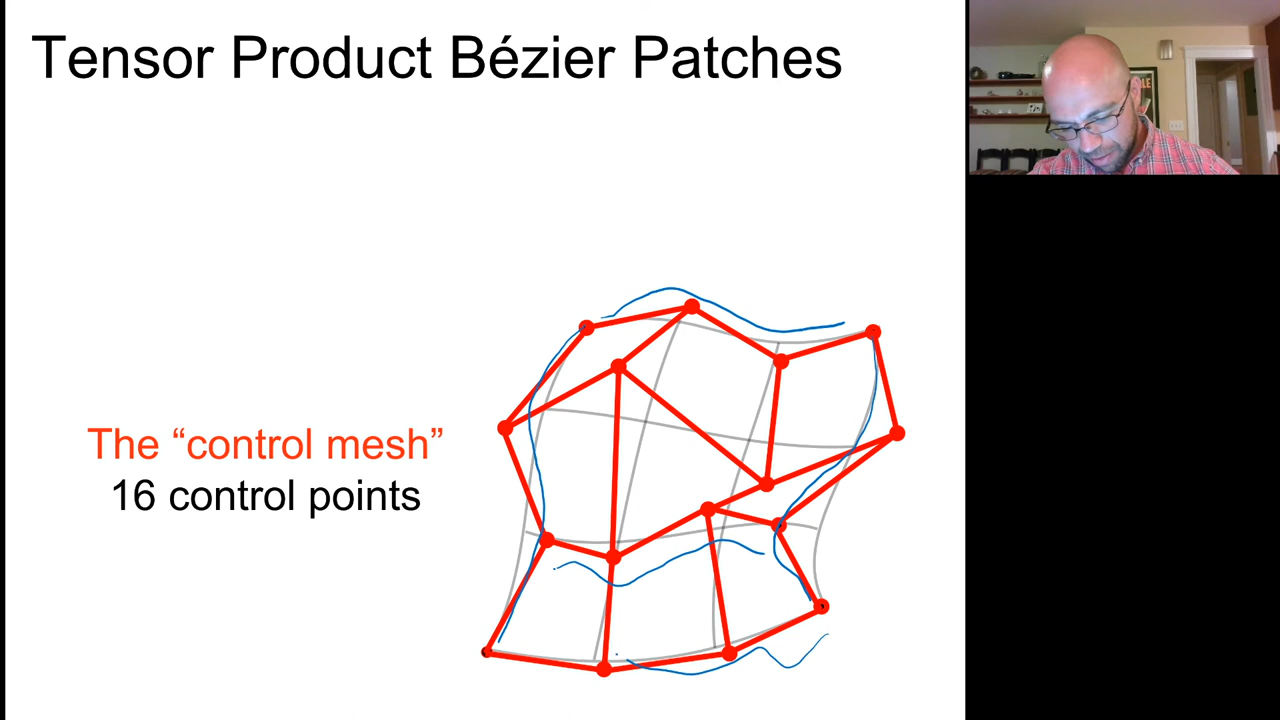 Tensor Product Bézier Patches
The “control mesh”
16 control points